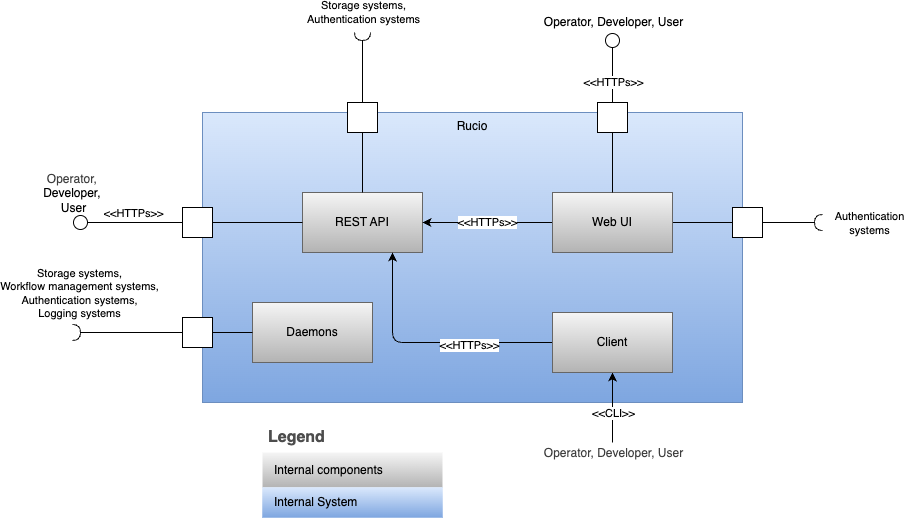 Storage systems,
Authentication systems
Operator, Developer, User
<<HTTPs>>
Rucio
Operator,
Developer,
User
<<HTTPs>>
REST API
<<HTTPs>>
Web UI
Authentication
systems
Storage systems,
Workflow management systems,
Authentication systems,
Logging systems
Daemons
<<HTTPs>>
Client
<<CLI>>
Operator, Developer, User
Legend
Internal components
Internal System